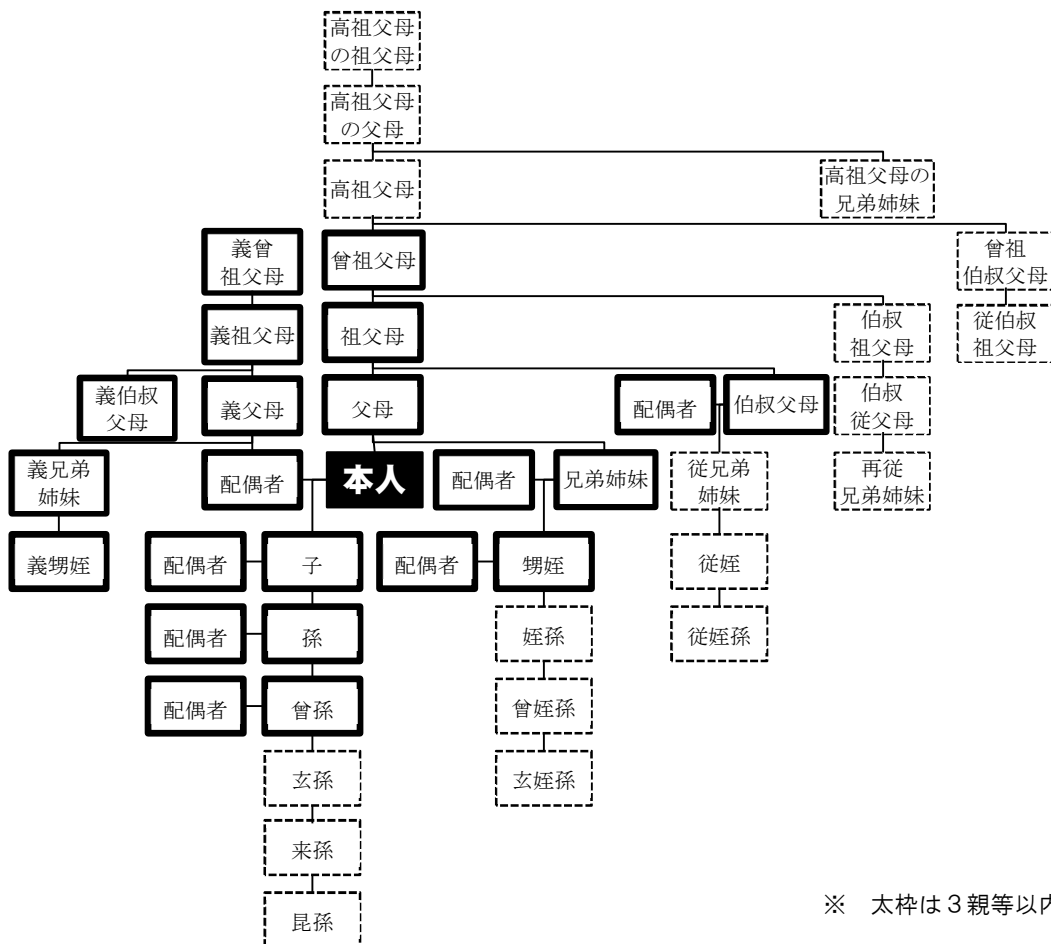 高祖父母
の祖父母
高祖父母
の父母
高祖父母
高祖父母の
兄弟姉妹
義曾
祖父母
曾祖父母
曾祖
伯叔父母
義祖父母
祖父母
伯叔
祖父母
従伯叔
祖父母
義伯叔
父母
義父母
父母
配偶者
伯叔父母
伯叔
従父母
義兄弟
姉妹
配偶者
本人
配偶者
兄弟姉妹
従兄弟
姉妹
再従
兄弟姉妹
義甥姪
配偶者
子
配偶者
甥姪
従姪
配偶者
孫
姪孫
従姪孫
配偶者
曾孫
曾姪孫
玄孫
玄姪孫
来孫
昆孫
※ 太枠は3親等以内